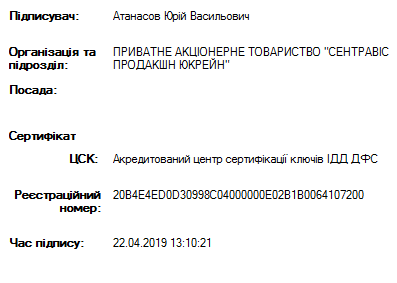 Підписувач: Атанасов Юрій Васильович
Організація та ПРИВАТНЕ АКЦІОНЕРНЕ ТОВАРИСТВО "СЕНТРАВІС
підрозділ: ПРОДАКШН ЮКРЕЙН"
Посада:
Сертифікат
ЦСК: Акредитований центр сертифікації ключів ІДД ДФС
Реєстраційний 20B4E4ED0D30998C04000000E02B1B0064107200
номер:
Час підпису: 22.04.2019 13:10:21